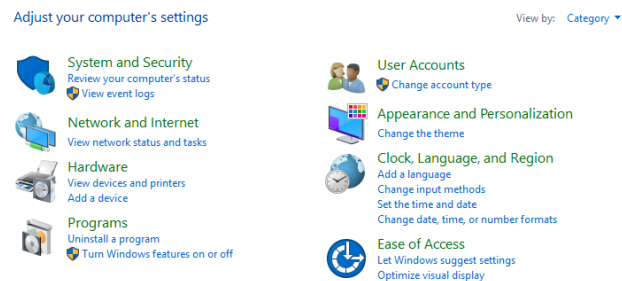 Adjust your computer's settings
View by: Category
System and Security
Review your computer's status
View event logs
Network and Internet
View network status and tasks
Hardware
View devices and printers
Add a device
Programs
Uninstall a program
Turn Windows features on or off
User Accounts
Change account type
Appearance and Personalization
Change the theme
Clock, Language, and Region
Add a language
Change input methods
Set the time and date
Change date, time, or number formats
Ease of Access
Let Windows suggest settings
Optimize visual display